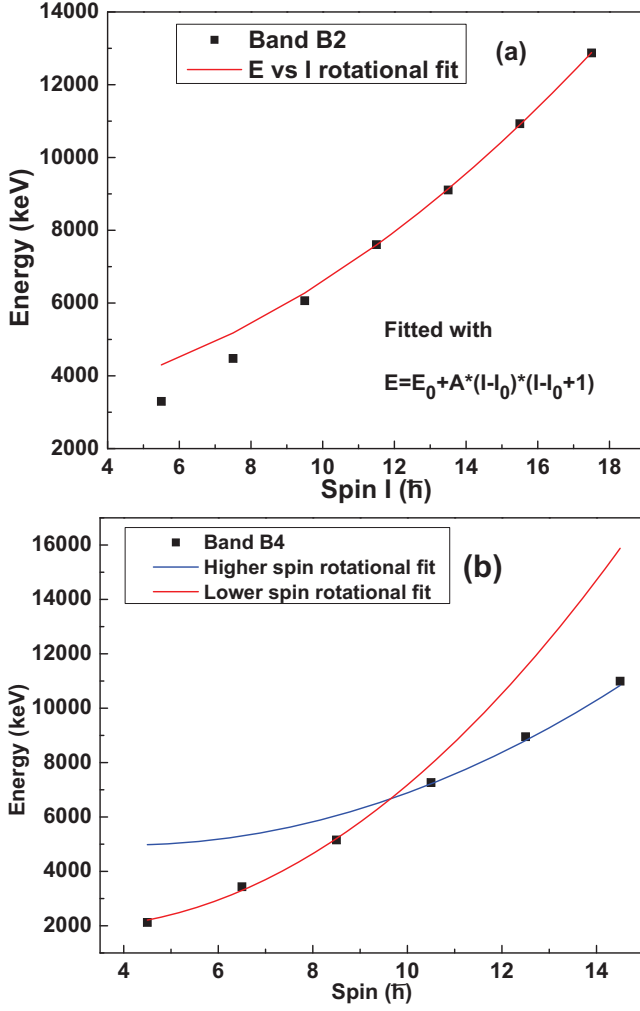 14000
12000
10000
8000
6000
4000
2000
Energy (keV)
Band B2
E vs I rotational fit
(a)
Fitted with
E=E₀+A*(I-I₀)*(I-I₀+1)
4 6 8 10 12 14 16 18
Spin I (ħ)
16000
14000
12000
10000
8000
6000
4000
2000
Energy (keV)
Band B4
Higher spin rotational fit
Lower spin rotational fit
(b)
4 6 8 10 12 14
Spin (ħ)